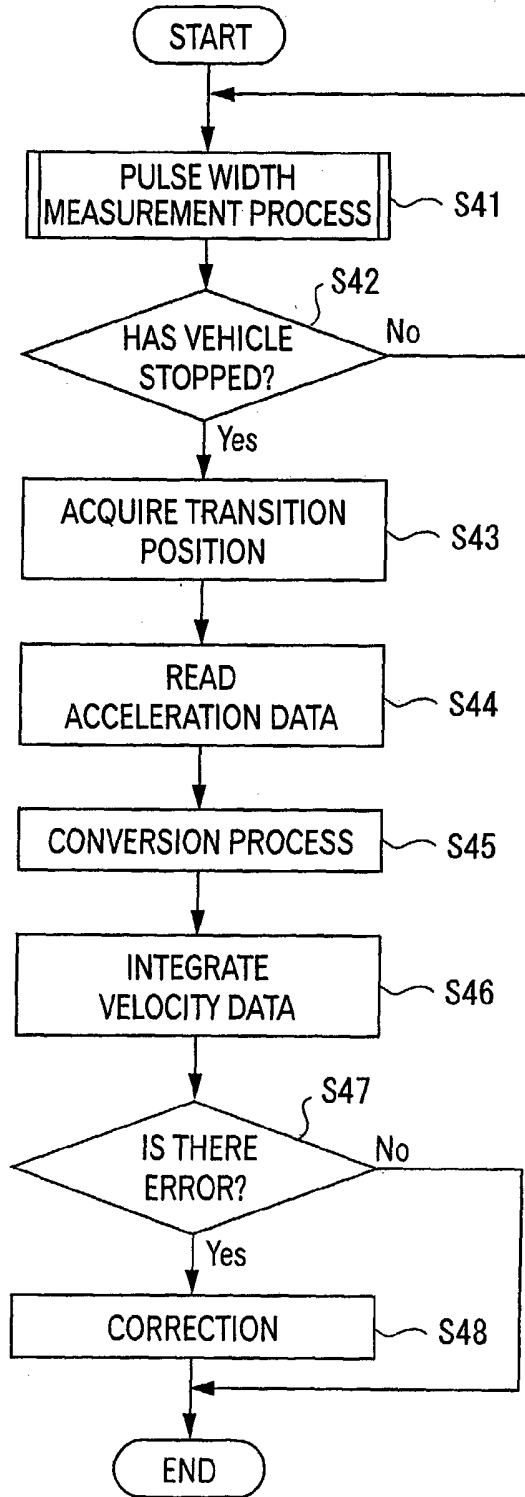 START
PULSE WIDTH
MEASUREMENT PROCESS
S41
S42
HAS VEHICLE
STOPPED?
No
Yes
ACQUIRE TRANSITION
POSITION
S43
READ
ACCELERATION DATA
S44
CONVERSION PROCESS
S45
INTEGRATE
VELOCITY DATA
S46
S47
IS THERE
ERROR?
No
Yes
CORRECTION
S48
END